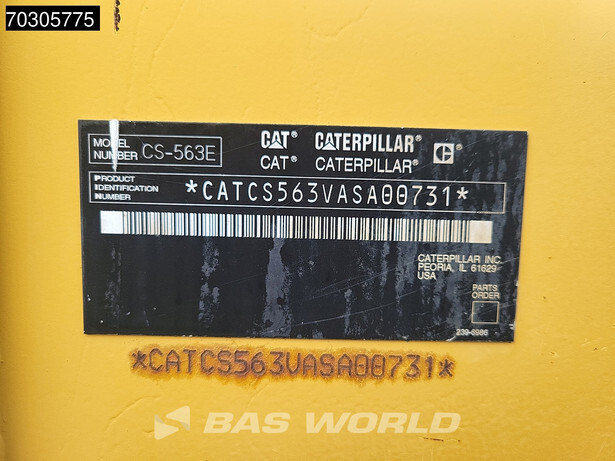 70305775
MODEL NUMBER CS-563E
CAT CATERPILLAR C
CAT® CATERPILLAR®
PRODUCT IDENTIFICATION NUMBER *CATCS563VASA00731*
CATERPILLAR INC.
PEORIA, IL 61629
USA
PARTS ORDER
239-6986
*CATCS563VASA00731*
BAS WORLD